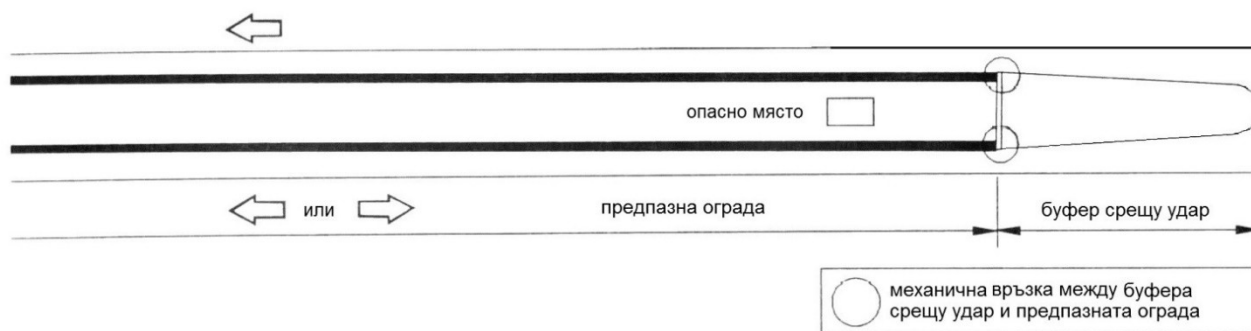 опасно място
или
предпазна ограда
буфер срещу удар
механична връзка между буфера
срещу удар и предпазната ограда